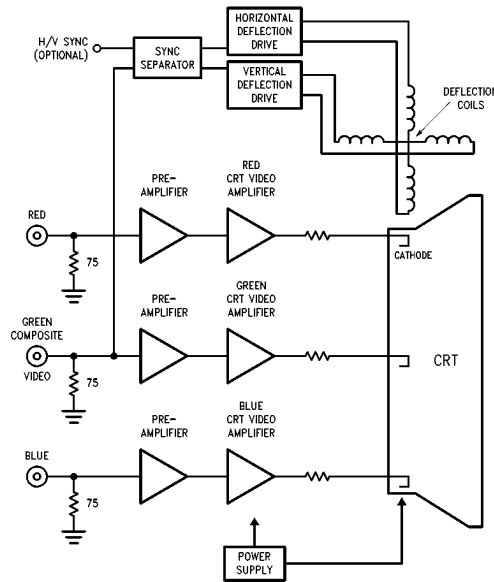 HORIZONTAL
DEFLECTION
DRIVE
H/V SYNC
(OPTIONAL)
SYNC
SEPARATOR
VERTICAL
DEFLECTION
DRIVE
DEFLECTION
COILS
PRE-
AMPLIFIER
RED
CRT VIDEO
AMPLIFIER
RED
75
CATHODE
GREEN
COMPOSITE
VIDEO
75
PRE-
AMPLIFIER
GREEN
CRT VIDEO
AMPLIFIER
CRT
PRE-
AMPLIFIER
BLUE
CRT VIDEO
AMPLIFIER
BLUE
75
POWER
SUPPLY